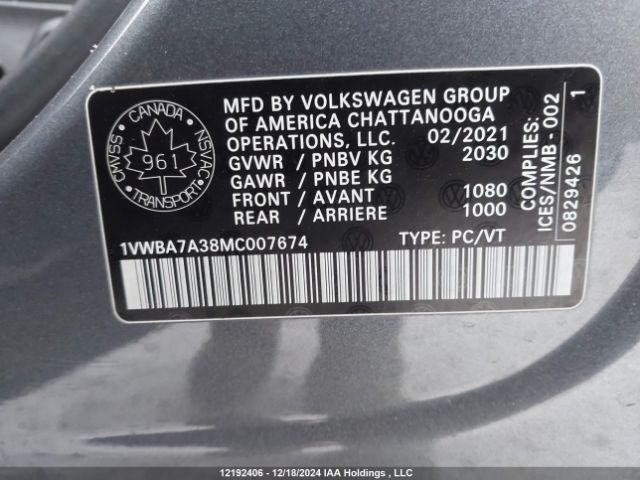 CANADA
CMVSS
NSVAC
961
TRANSPORT
MFD BY VOLKSWAGEN GROUP
OF AMERICA CHATTANOOGA
OPERATIONS, LLC. 02/2021
GVWR / PNBV KG 2030
GAWR / PNBE KG
FRONT / AVANT 1080
REAR / ARRIERE 1000
1VWBA7A38MC007674 TYPE: PC/VT
COMPLIES: 1
ICES/NMB-002
0829426
12192406 - 12/18/2024 IAA Holdings , LLC